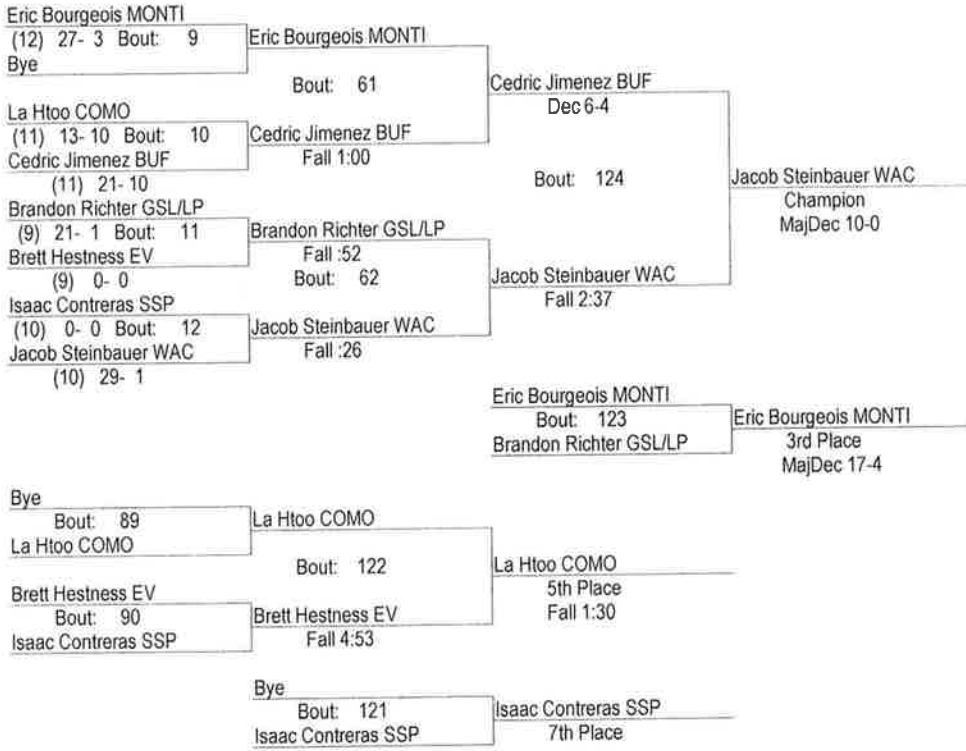 Eric Bourgeois MONTI
(12) 27- 3 Bout: 9
Bye
La Htoo COMO
(11) 13- 10 Bout: 10
Cedric Jimenez BUF
(11) 21- 10
Brandon Richter GSL/LP
(9) 21- 1 Bout: 11
Brett Hestness EV
(9) 0- 0
Isaac Contreras SSP
(10) 0- 0 Bout: 12
Jacob Steinbauer WAC
(10) 29- 1
Eric Bourgeois MONTI
Bout: 61
Cedric Jimenez BUF
Fall 1:00
Brandon Richter GSL/LP
Fall :52
Bout: 62
Jacob Steinbauer WAC
Fall :26
Cedric Jimenez BUF
Dec 6-4
Bout: 124
Jacob Steinbauer WAC
Fall 2:37
Jacob Steinbauer WAC
Champion
MajDec 10-0
Eric Bourgeois MONTI
Bout: 123
Brandon Richter GSL/LP
Eric Bourgeois MONTI
3rd Place
MajDec 17-4
Bye
Bout: 89
La Htoo COMO
Brett Hestness EV
Bout: 90
Isaac Contreras SSP
La Htoo COMO
Bout: 122
Brett Hestness EV
Fall 4:53
La Htoo COMO
5th Place
Fall 1:30
Bye
Bout: 121
Isaac Contreras SSP
Isaac Contreras SSP
7th Place